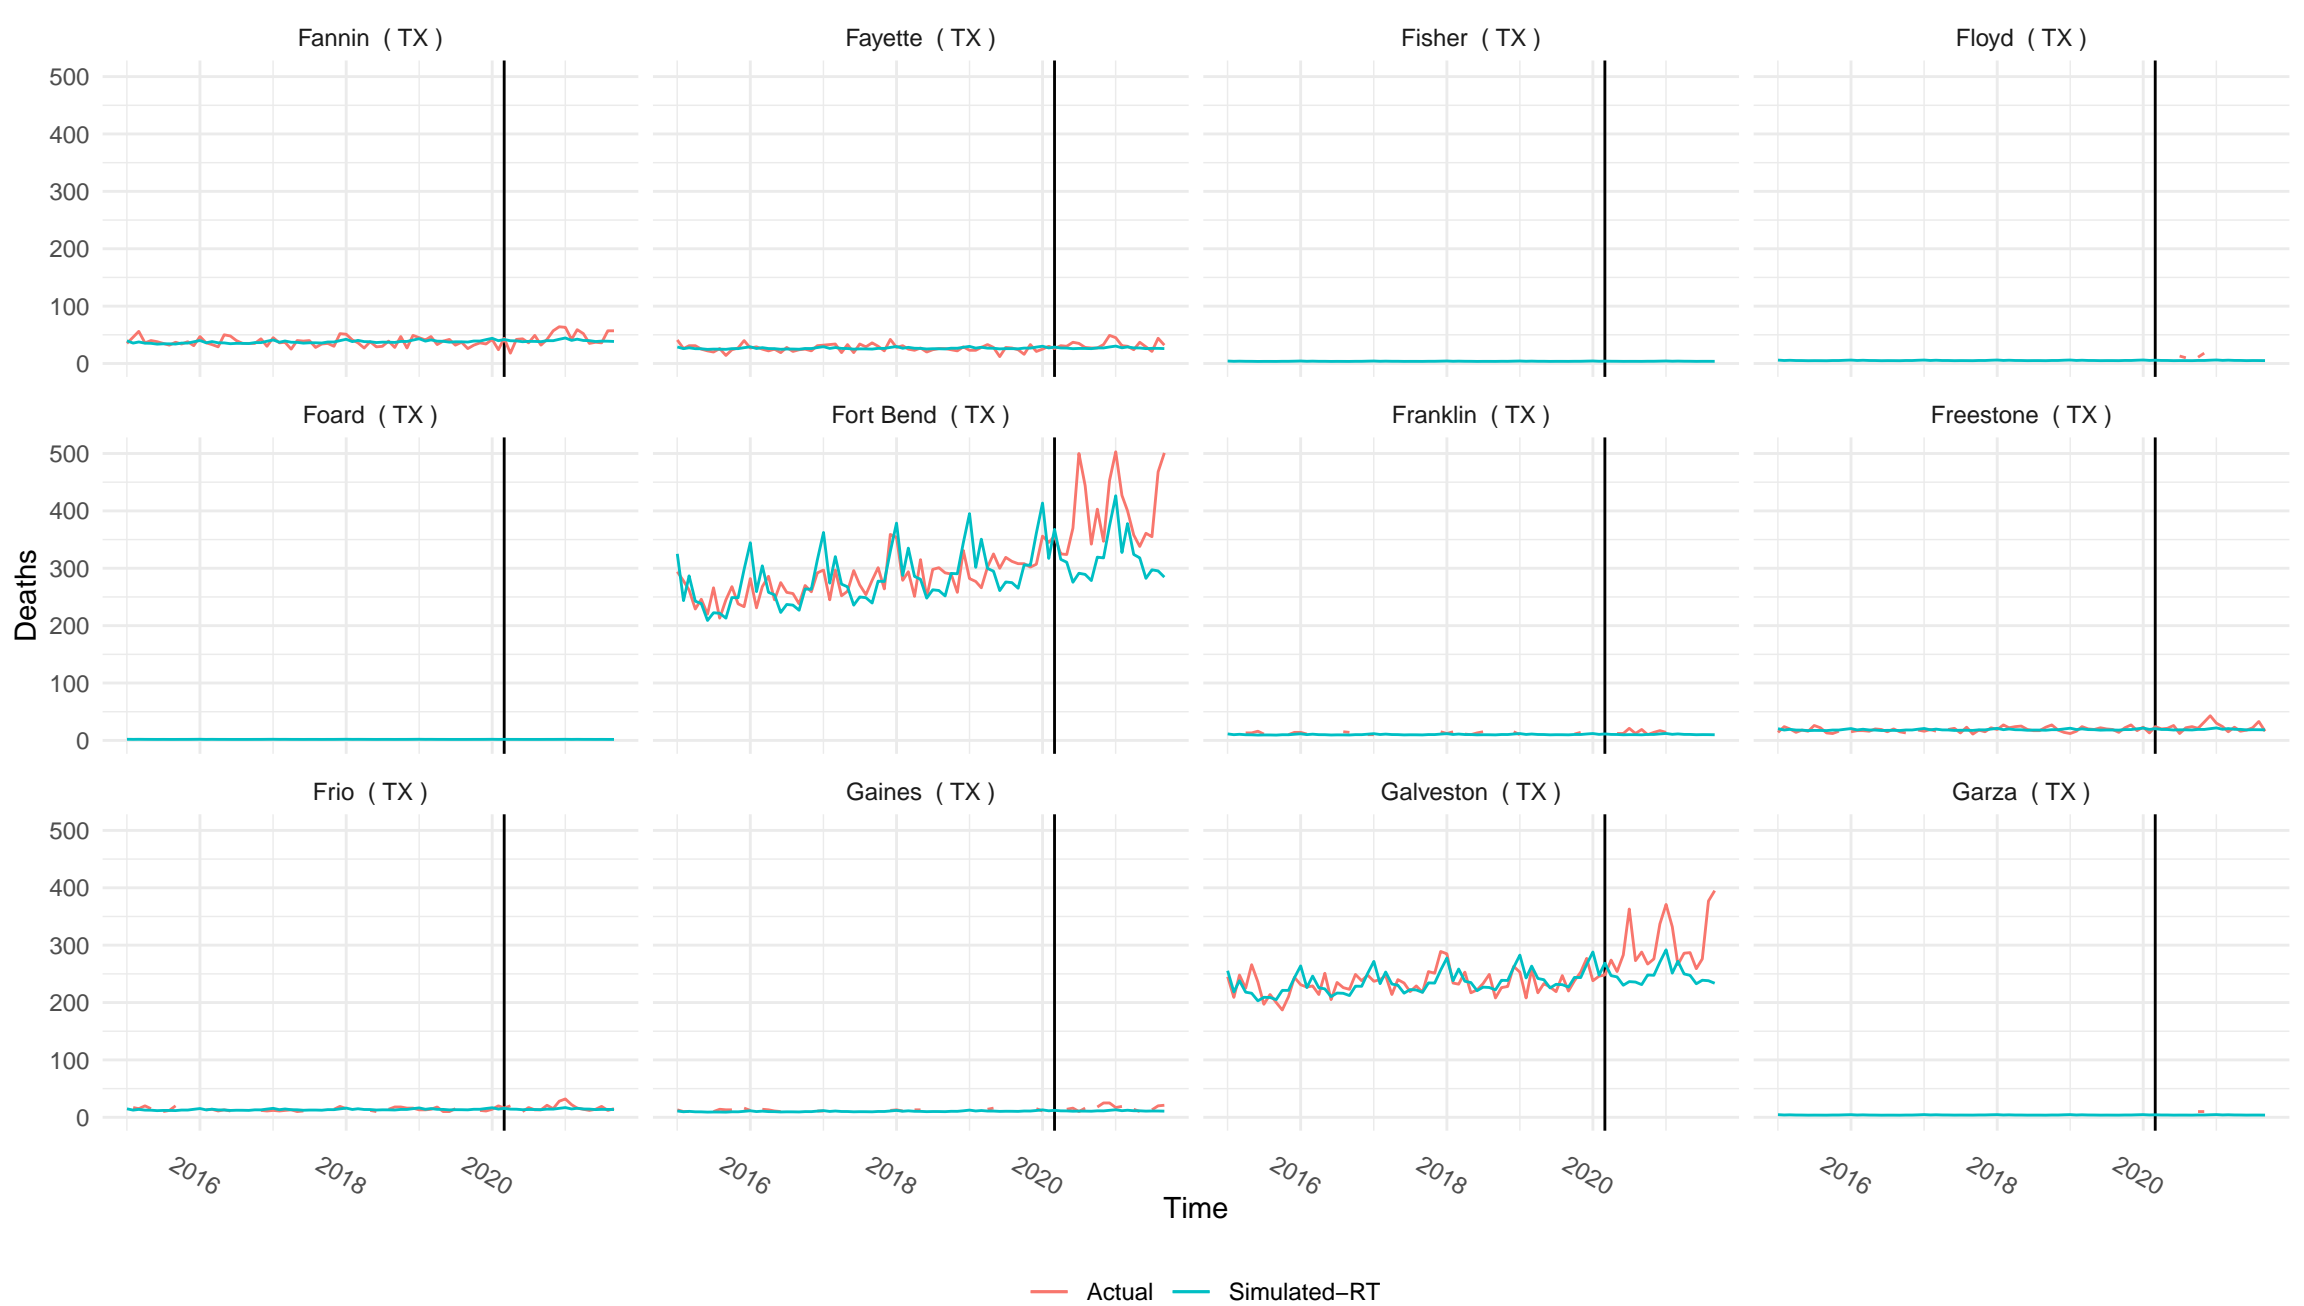 Fannin ( TX ) Fayette ( TX ) Fisher ( TX ) Floyd ( TX )
500
400
300
200
100
0
Foard ( TX ) Fort Bend ( TX ) Franklin ( TX ) Freestone ( TX )
500
400
300
200
100
0
Deaths
Frio ( TX ) Gaines ( TX ) Galveston ( TX ) Garza ( TX )
500
400
300
200
100
0
2016 2018 2020 2016 2018 2020 2016 2018 2020 2016 2018 2020
Time
Actual Simulated−RT